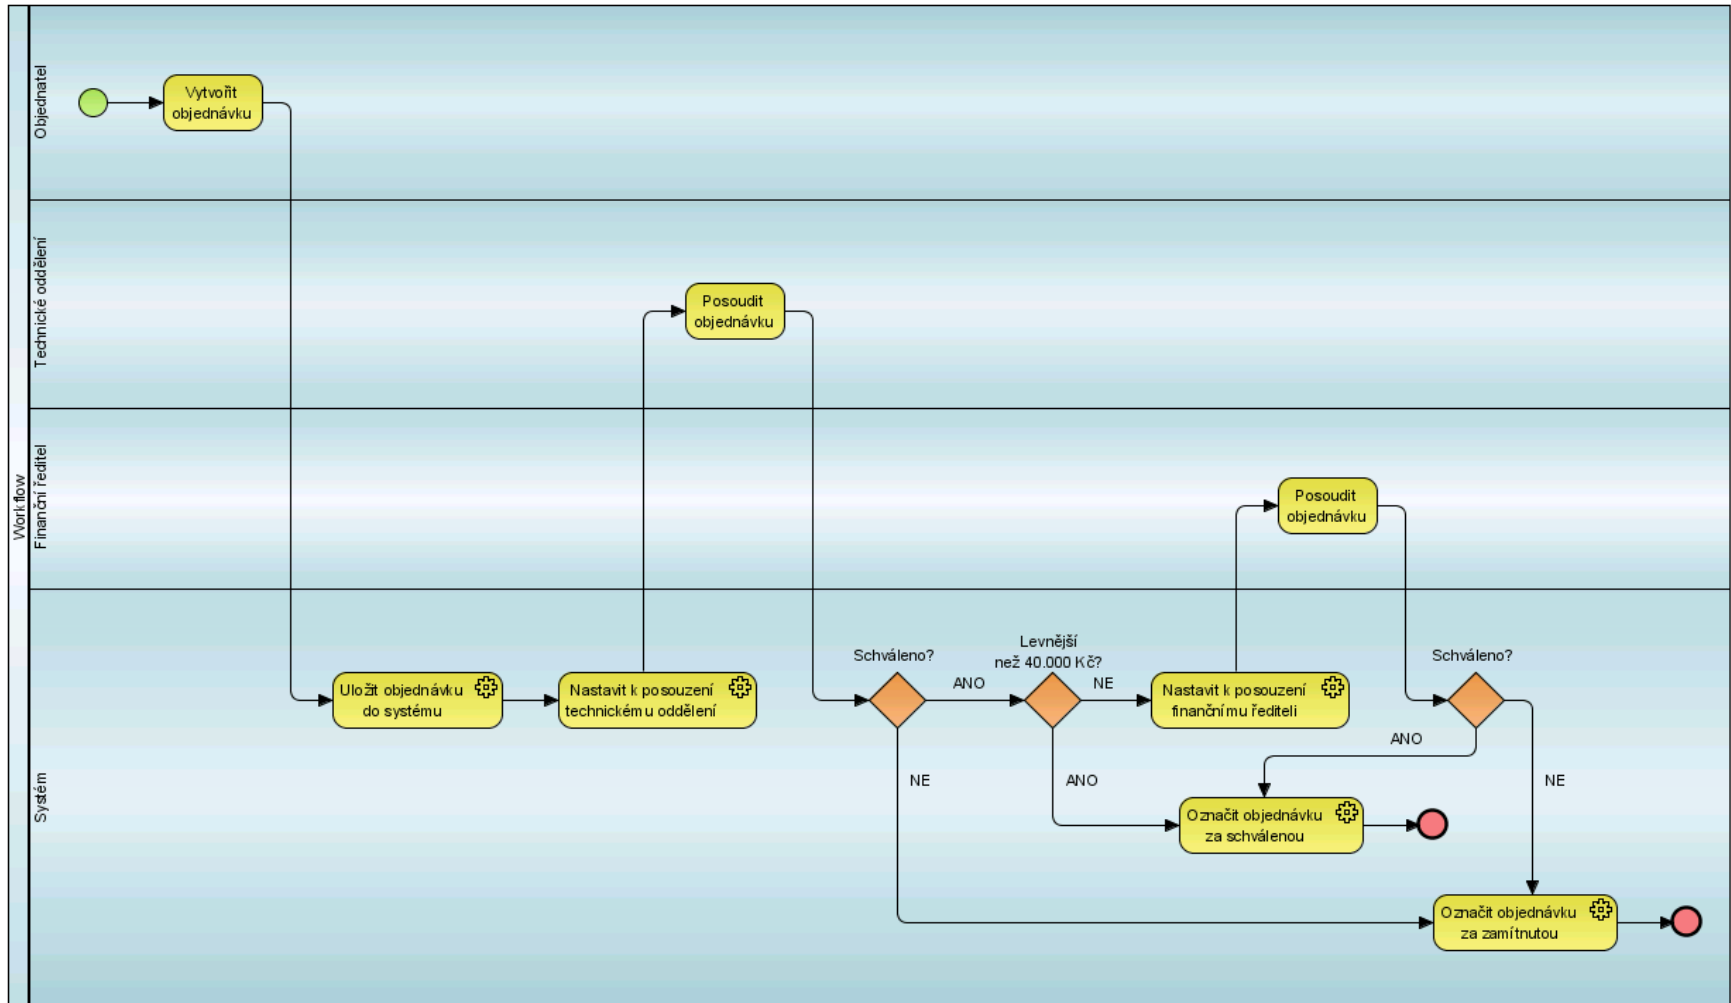 Workflow
Objednatel
Vytvořit
objednávku
Technické oddělení
Posoudit
objednávku
Finanční ředitel
Posoudit
objednávku
Systém
Uložit objednávku
do systému
Nastavit k posouzení
technickému oddělení
Schváleno?
ANO
NE
Levnější
než 40.000 Kč?
NE
ANO
Nastavit k posouzení
finančnímu řediteli
Schváleno?
ANO
NE
Označit objednávku
za schválenou
Označit objednávku
za zamítnutou